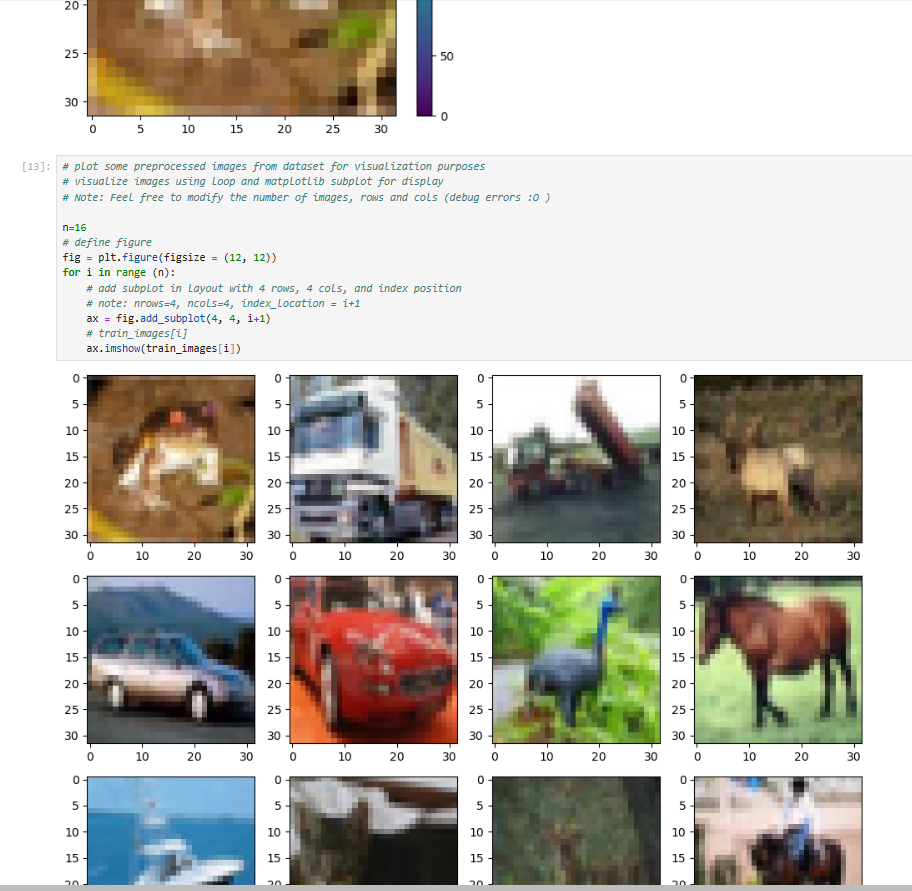 20
25
30
50
0
0 5 10 15 20 25 30
[13]:
# plot some preprocessed images from dataset for visualization purposes
# visualize images using loop and matplotlib subplot for display
# Note: Feel free to modify the number of images, rows and cols (debug errors :O )
n=16
# define figure
fig = plt.figure(figsize = (12, 12))
for i in range (n):
    # add subplot in layout with 4 rows, 4 cols, and index position
    # note: nrows=4, ncols=4, index_location = i+1
    ax = fig.add_subplot(4, 4, i+1)
    # train_images[i]
    ax.imshow(train_images[i])
0 0 0 0
5 5 5 5
10 10 10 10
15 15 15 15
20 20 20 20
25 25 25 25
30 30 30 30
0 10 20 30 0 10 20 30 0 10 20 30 0 10 20 30
0 0 0 0
5 5 5 5
10 10 10 10
15 15 15 15
20 20 20 20
25 25 25 25
30 30 30 30
0 10 20 30 0 10 20 30 0 10 20 30 0 10 20 30
0 0 0 0
5 5 5 5
10 10 10 10
15 15 15 15
20 20 20 20